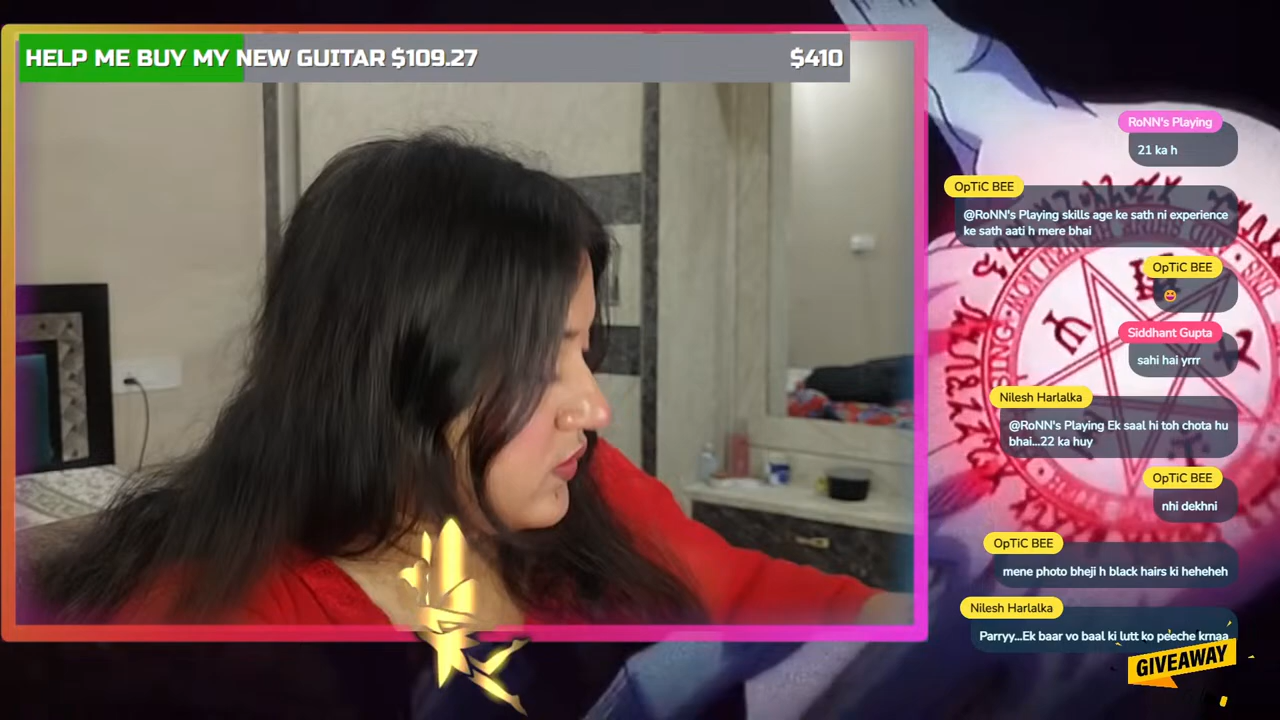 HELP ME BUY MY NEW GUITAR $109.27 $410
RoNN's Playing
21 ka h
OpTiC BEE
@RoNN's Playing skills age ke sath ni experience
ke sath aati h mere bhai
OpTiC BEE
😆
Siddhant Gupta
sahi hai yrrr
Nilesh Harlalka
@RoNN's Playing Ek saal hi toh chota hu
bhai...22 ka huy
OpTiC BEE
nhi dekhni
OpTiC BEE
mene photo bheji h black hairs ki heheheh
Nilesh Harlalka
Parryy...Ek baar vo baal ki lutt ko peeche krnaa
GIVEAWAY